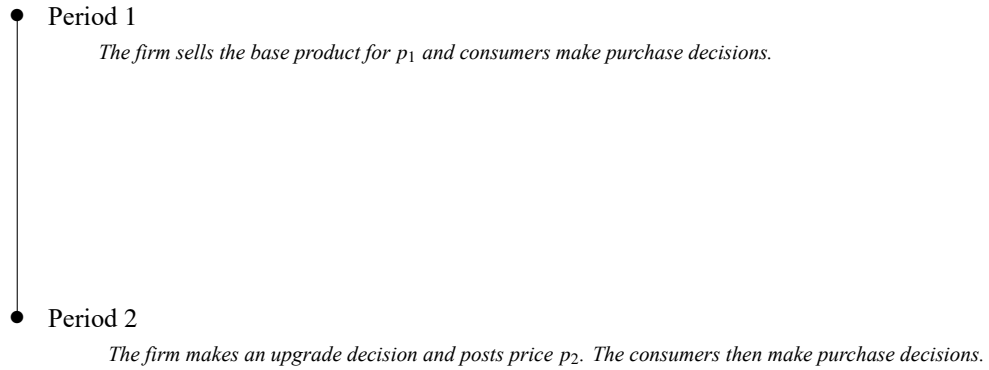 Period 1
The firm sells the base product for p₁ and consumers make purchase decisions.
Period 2
The firm makes an upgrade decision and posts price p₂. The consumers then make purchase decisions.